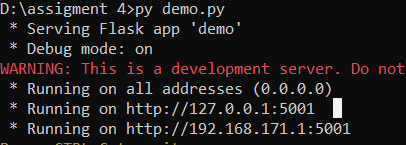 D:\assigment 4>py demo.py
 * Serving Flask app 'demo'
 * Debug mode: on
WARNING: This is a development server. Do not
 * Running on all addresses (0.0.0.0)
 * Running on http://127.0.0.1:5001
 * Running on http://192.168.171.1:5001